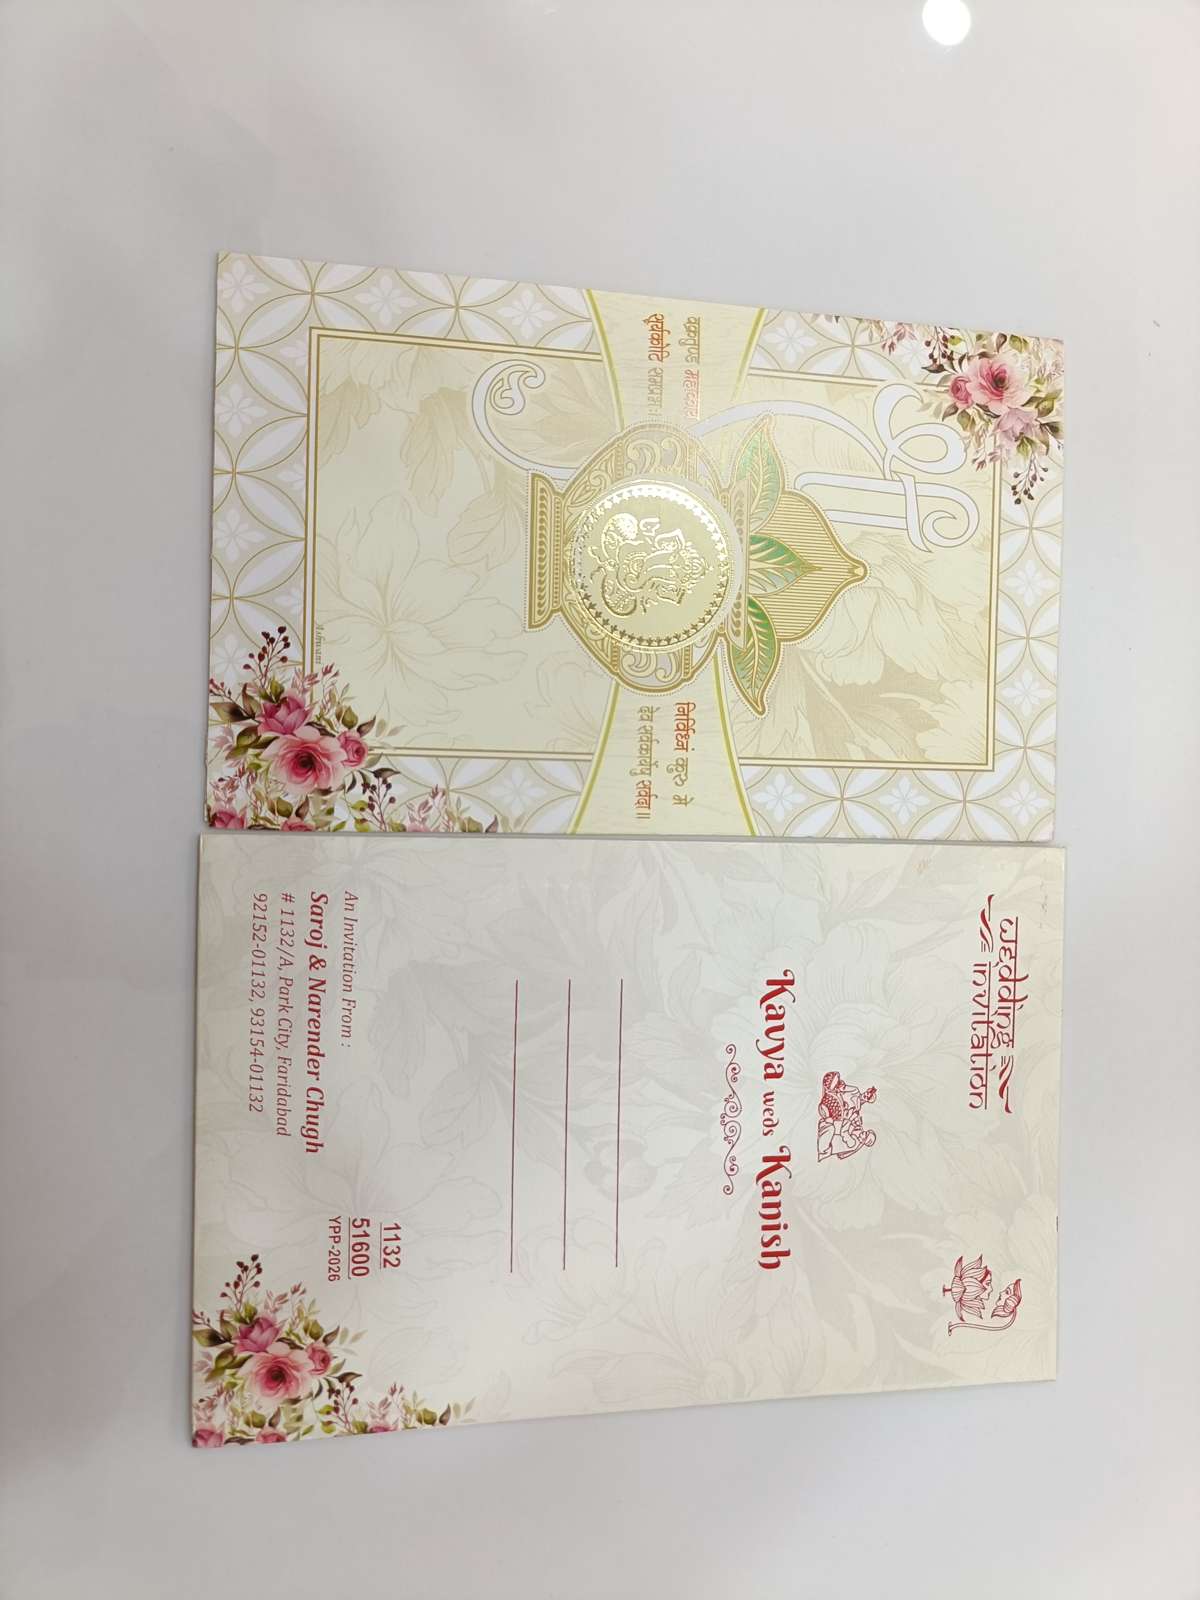 श्री
वक्रतुण्ड महाकाय
सूर्यकोटि समप्रभः।
निर्विघ्नं कुरु मे
देव सर्वकार्येषु सर्वदा॥
Ashwani
wedding
invitation
Kavya weds Kanish
1132
51600
YPP-2026
An Invitation From :
Saroj & Narender Chugh
# 1132/A, Park City, Faridabad
92152-01132, 93154-01132